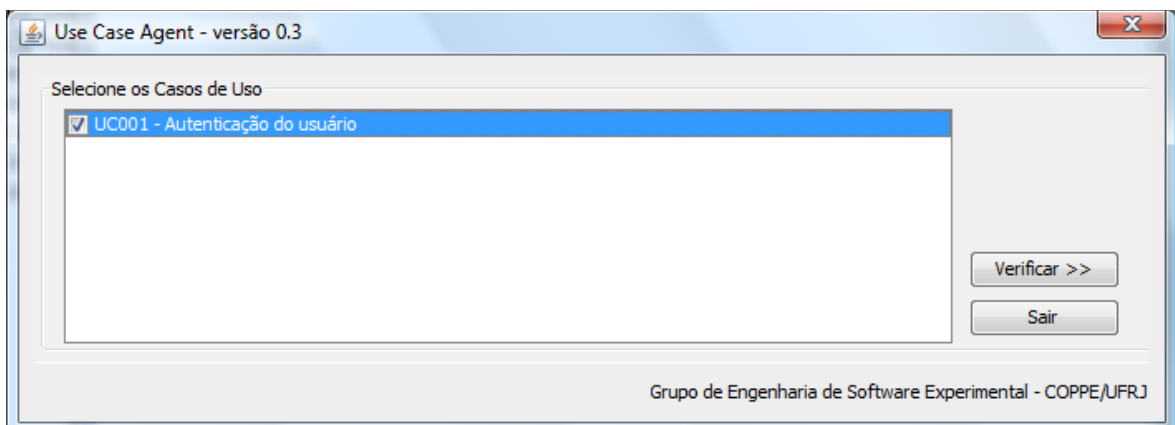 Use Case Agent - versão 0.3
Selecione os Casos de Uso
UC001 - Autenticação do usuário
Verificar >>
Sair
Grupo de Engenharia de Software Experimental - COPPE/UFRJ